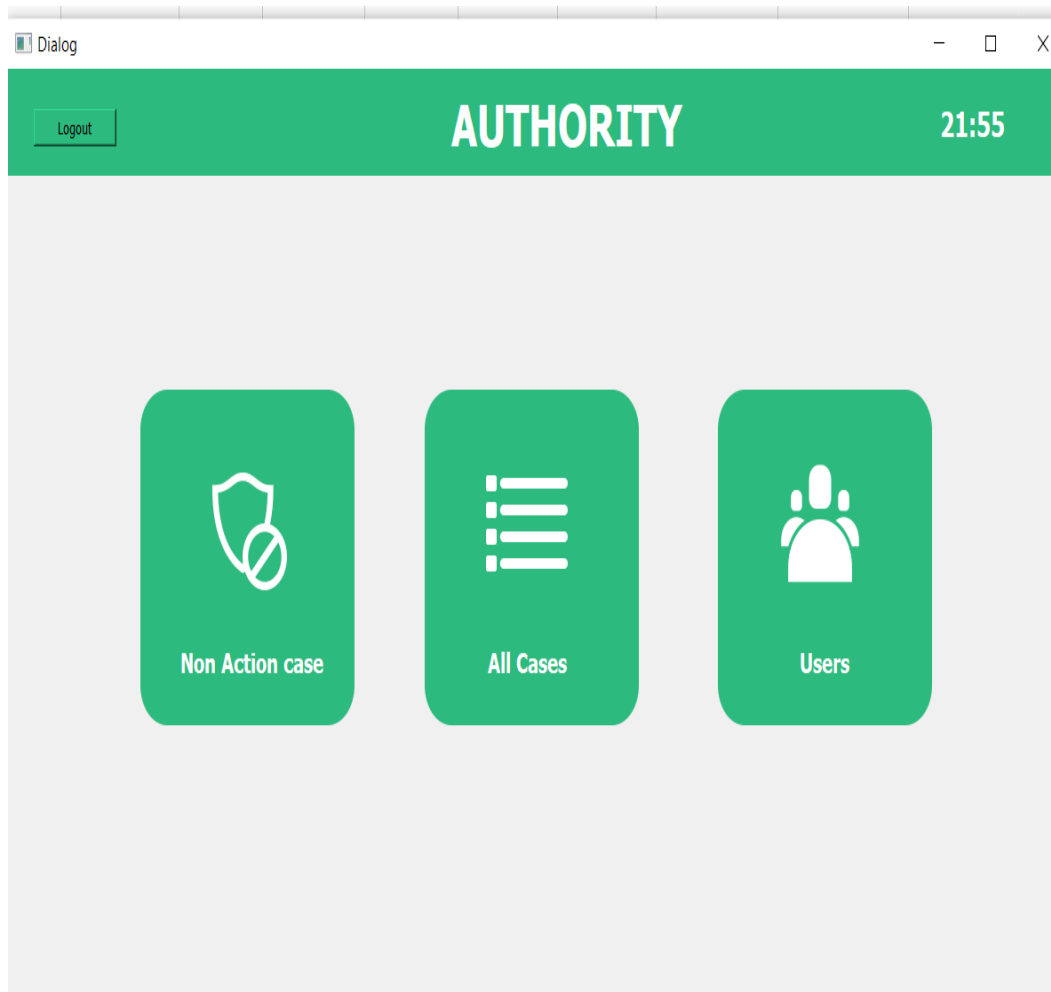 Dialog
Logout
AUTHORITY
21:55
Non Action case
All Cases
Users